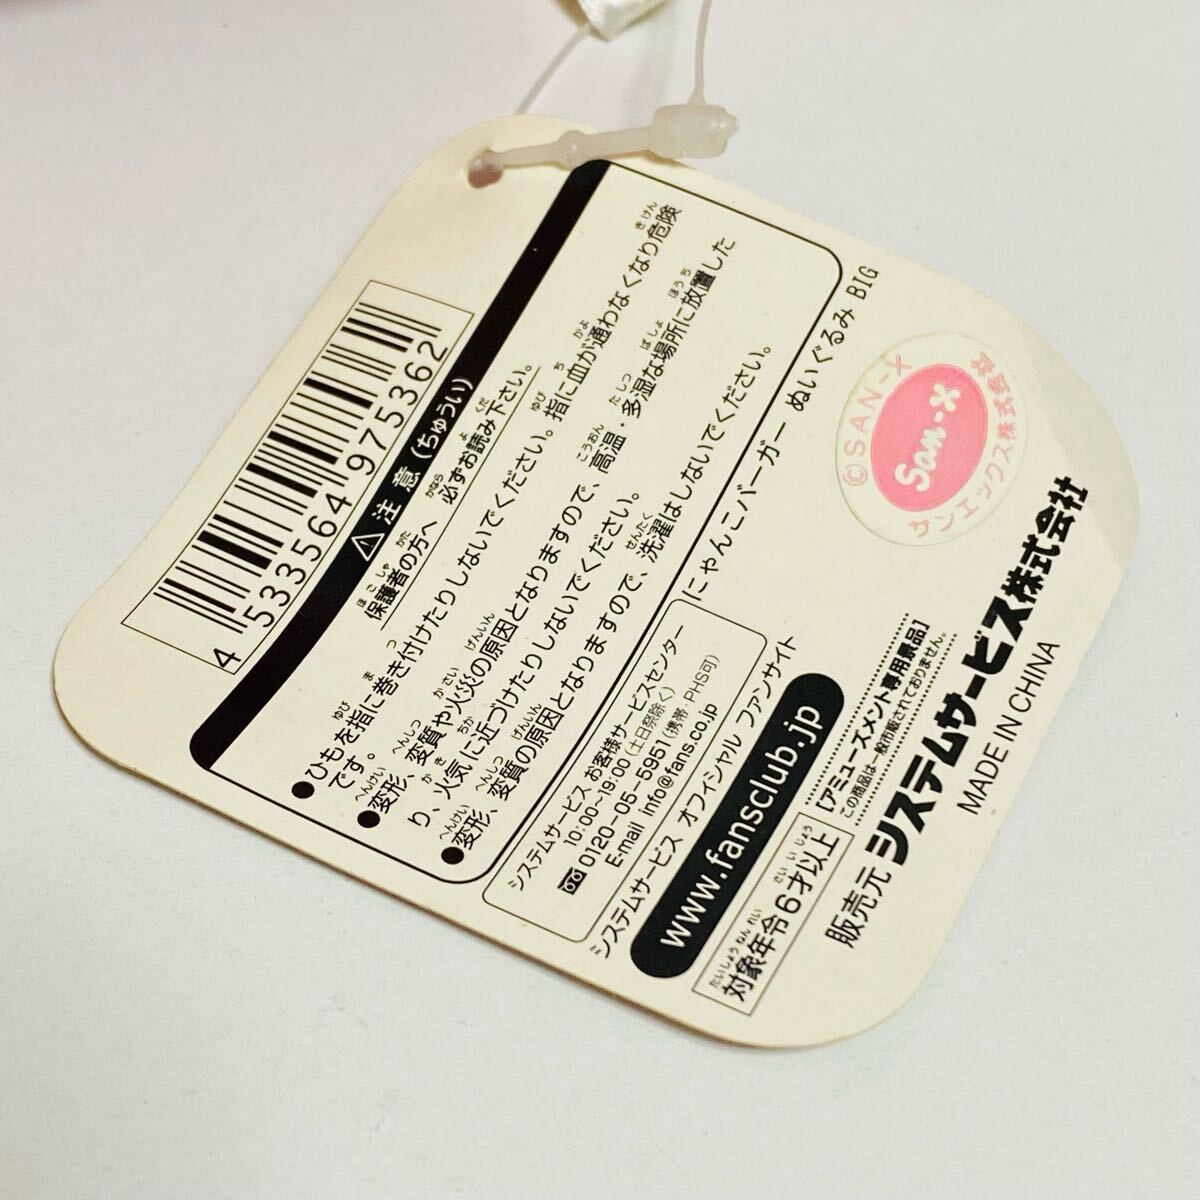 4 533564 975362
⚠ 注意(ちゅうい)
保護者の方へ 必ずお読み下さい。
●ひもを指に巻き付けたりしないでください。指に血が通わなくなり危険
です。
●変形、変質や火災の原因となりますので、高温・多湿な場所に放置した
り、火気に近づけたりしないでください。
●変形、変質の原因となりますので、洗濯はしないでください。
にゃんこバーガー ぬいぐるみ BIG
システムサービス お客様サービスセンター
10:00～19:00(土日祭除く)
0120-05-5951(携帯・PHS可)
E-mail info@fans.co.jp
システムサービス オフィシャル ファンサイト
www.fansclub.jp
対象年令6才以上
[アミューズメント専用景品]
この商品は一般市販されておりません。
販売元 システムサービス株式会社
MADE IN CHINA
©SAN-X
San-X
サンエックス株式会社